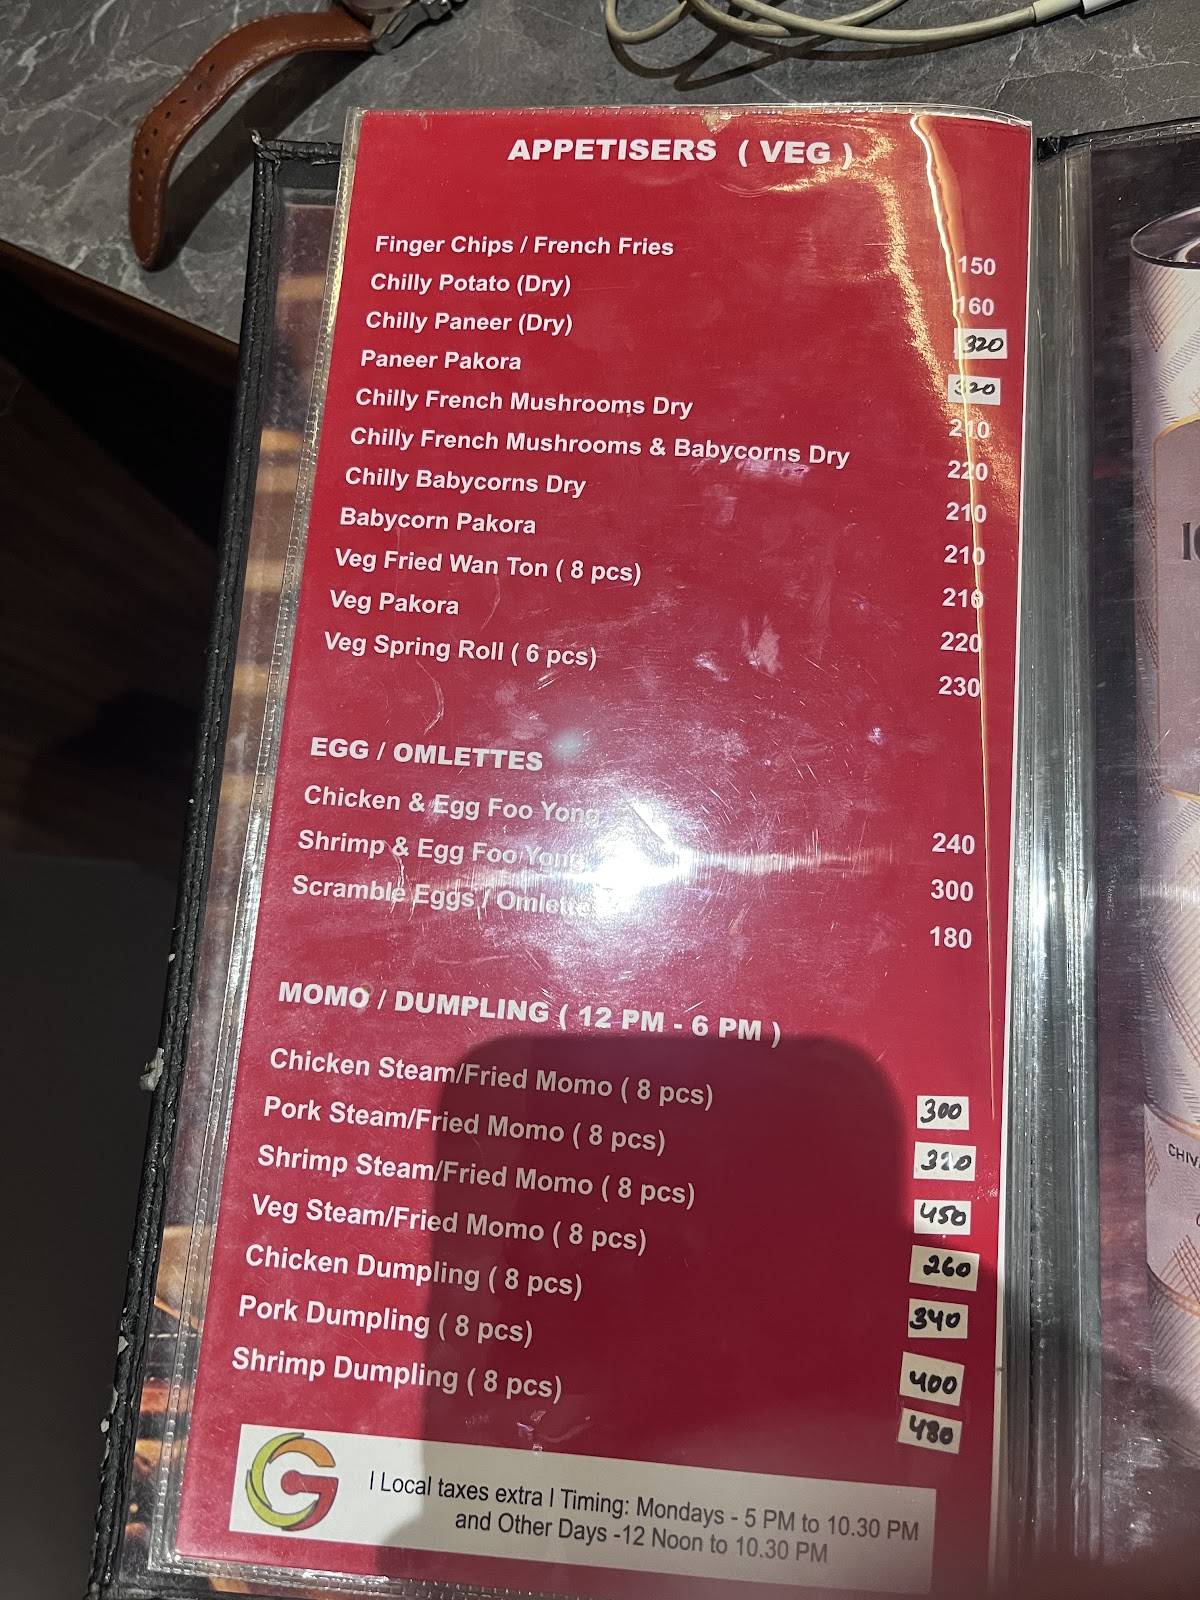 APPETISERS ( VEG )
Finger Chips / French Fries 150
Chilly Potato (Dry) 160
Chilly Paneer (Dry) 320
Paneer Pakora 320
Chilly French Mushrooms Dry 210
Chilly French Mushrooms & Babycorns Dry 220
Chilly Babycorns Dry 210
Babycorn Pakora 210
Veg Fried Wan Ton ( 8 pcs) 210
Veg Pakora 220
Veg Spring Roll ( 6 pcs) 230
EGG / OMLETTES
Chicken & Egg Foo Yong 240
Shrimp & Egg Foo Yong 300
Scramble Eggs / Omlette 180
MOMO / DUMPLING ( 12 PM - 6 PM )
Chicken Steam/Fried Momo ( 8 pcs) 300
Pork Steam/Fried Momo ( 8 pcs) 320
Shrimp Steam/Fried Momo ( 8 pcs) 450
Veg Steam/Fried Momo ( 8 pcs) 260
Chicken Dumpling ( 8 pcs) 340
Pork Dumpling ( 8 pcs) 400
Shrimp Dumpling ( 8 pcs) 480
G
l Local taxes extra l Timing: Mondays - 5 PM to 10.30 PM
and Other Days -12 Noon to 10.30 PM